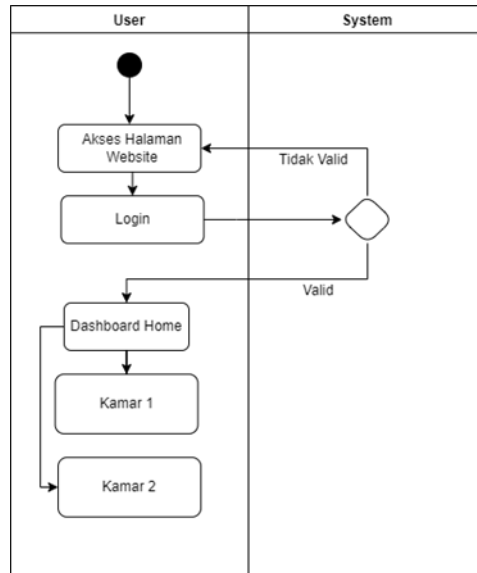 User
System
Akses Halaman
Website
Tidak Valid
Login
Valid
Dashboard Home
Kamar 1
Kamar 2